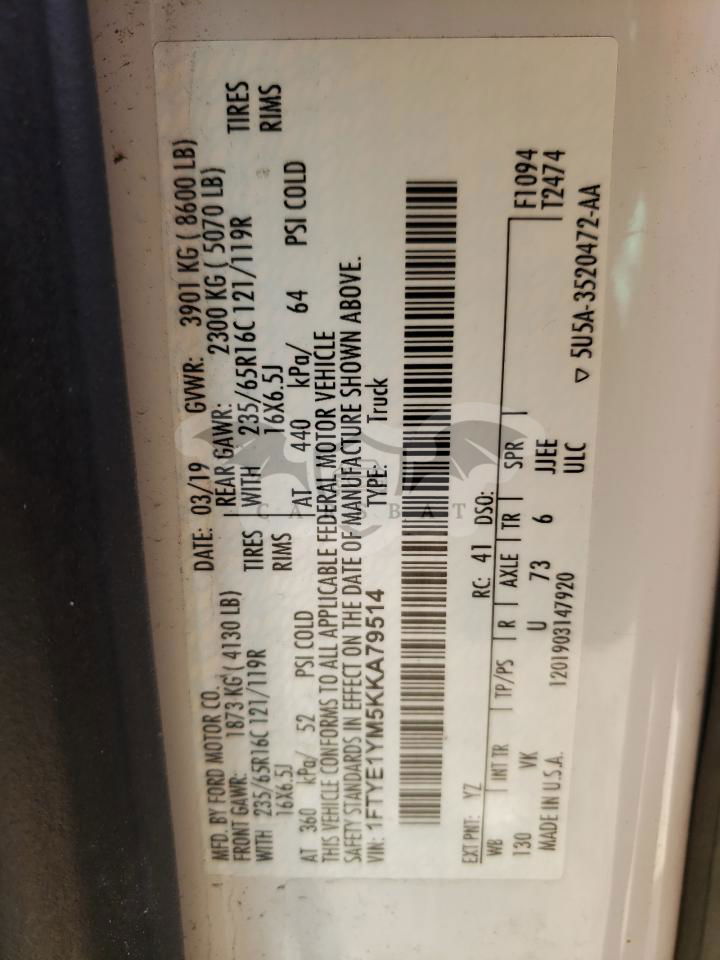 MFD. BY FORD MOTOR CO.
DATE: 03/19 GVWR: 3901 KG ( 8600 LB)
FRONT GAWR: 1873 KG ( 4130 LB)
REAR GAWR: 2300 KG ( 5070 LB)
WITH 235/65R16C 121/119R TIRES
WITH 235/65R16C 121/119R TIRES
16X6.5J RIMS
16X6.5J RIMS
AT 360 kPa/ 52 PSI COLD
AT 440 kPa/ 64 PSI COLD
THIS VEHICLE CONFORMS TO ALL APPLICABLE FEDERAL MOTOR VEHICLE
SAFETY STANDARDS IN EFFECT ON THE DATE OF MANUFACTURE SHOWN ABOVE.
VIN: 1FTYE1YM5KKA79514 TYPE: Truck
CARSBAT
EXT PNT: YZ RC: 41 DSO:
WB INT TR TP/PS R AXLE TR SPR F1094
T2474
130 VK U 73 6 JJEE
ULC
MADE IN U.S.A. 1201903147920
▽ 5U5A-3520472-AA